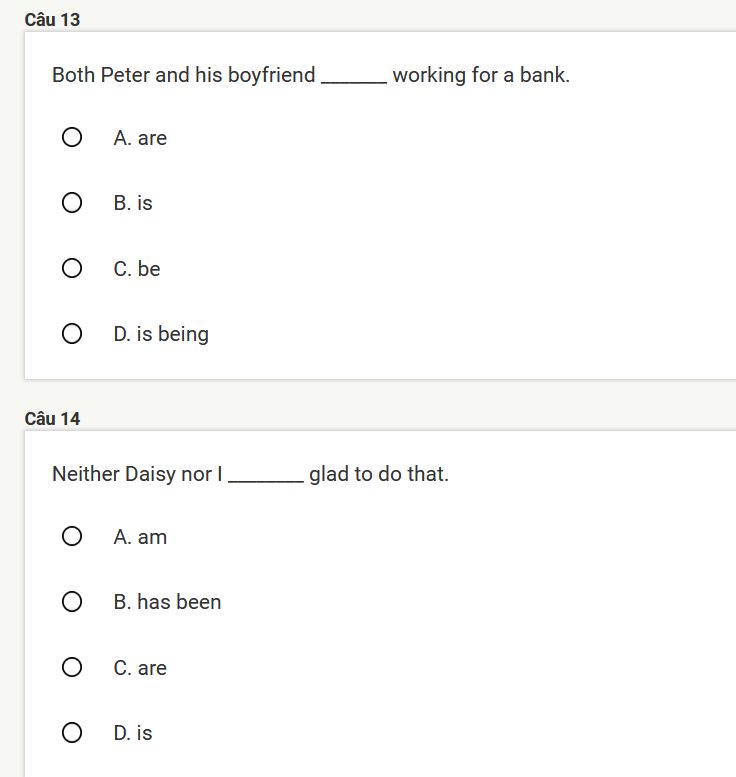 Câu 13
Both Peter and his boyfriend _______ working for a bank.
A. are
B. is
C. be
D. is being
Câu 14
Neither Daisy nor I ________ glad to do that.
A. am
B. has been
C. are
D. is